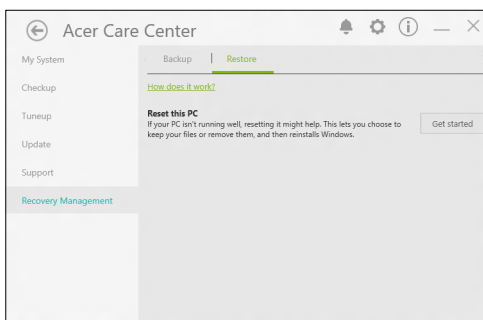 Acer Care Center
My System
Checkup
Tuneup
Update
Support
Recovery Management
Backup | Restore
How does it work?
Reset this PC
If your PC isn't running well, resetting it might help. This lets you choose to
keep your files or remove them, and then reinstalls Windows.
Get started